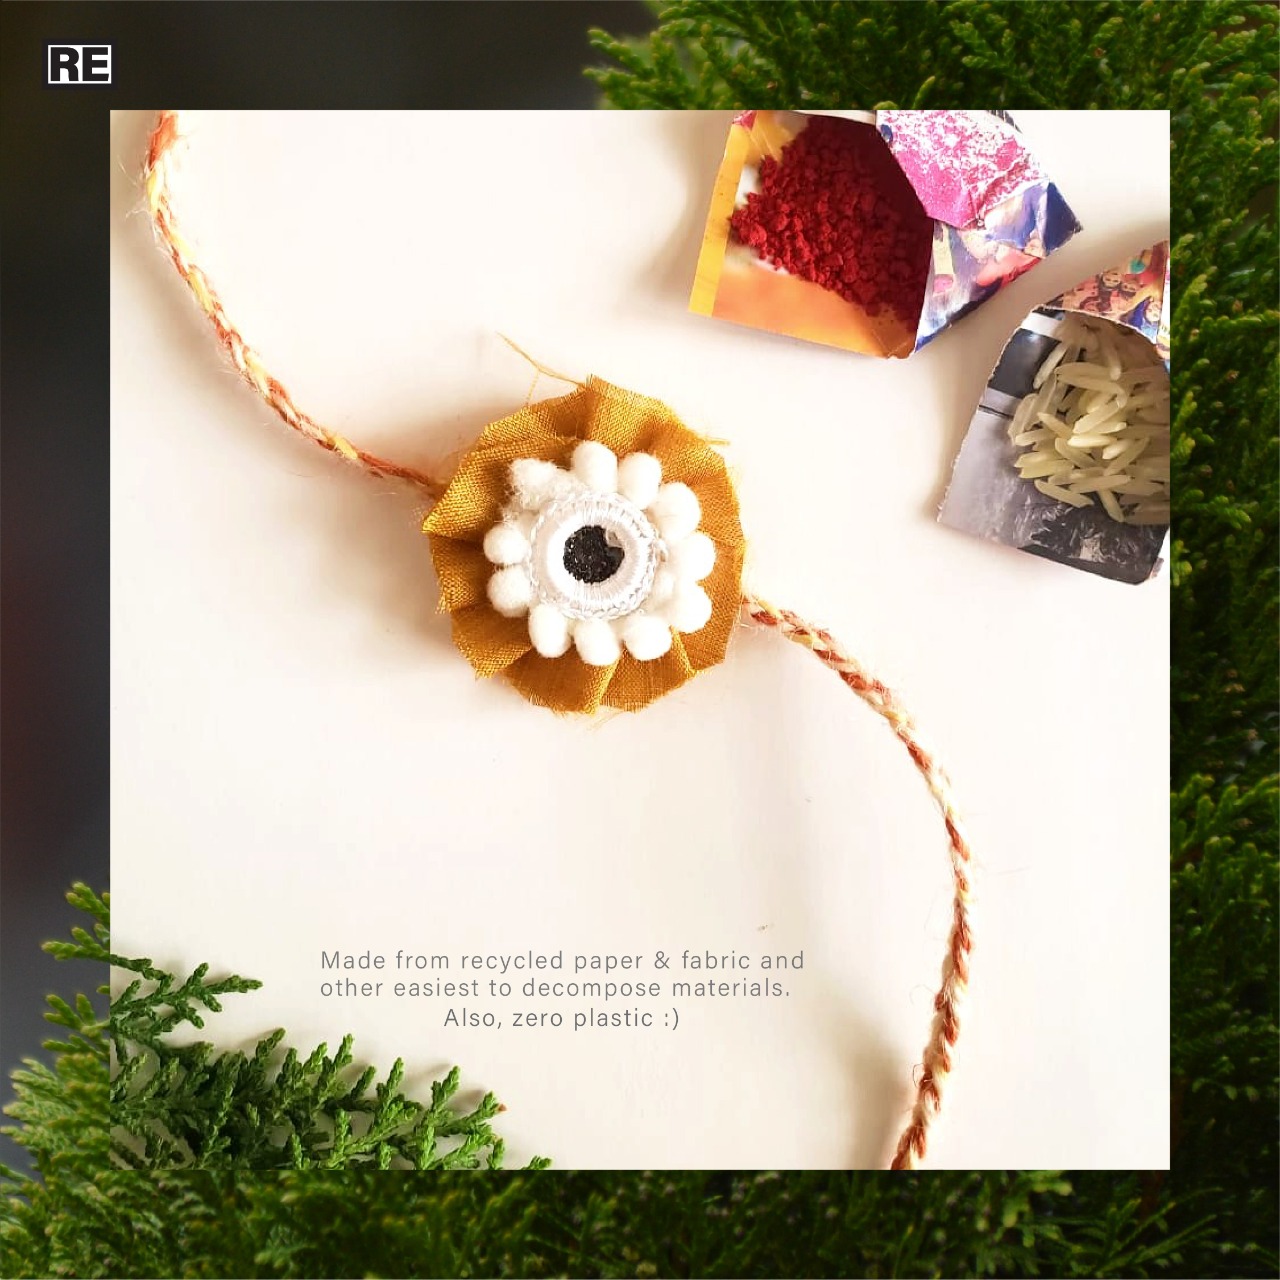 RE
Made from recycled paper & fabric and
other easiest to decompose materials.
Also, zero plastic :)